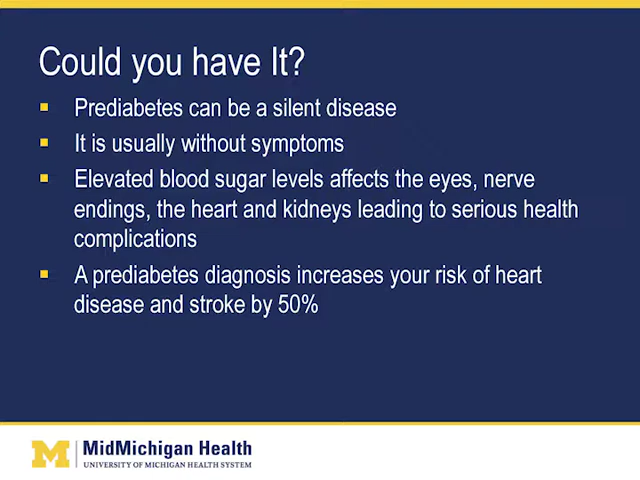 Could you have It?
Prediabetes can be a silent disease
It is usually without symptoms
Elevated blood sugar levels affects the eyes, nerve
endings, the heart and kidneys leading to serious health
complications
A prediabetes diagnosis increases your risk of heart
disease and stroke by 50%
M
MidMichigan Health
UNIVERSITY OF MICHIGAN HEALTH SYSTEM